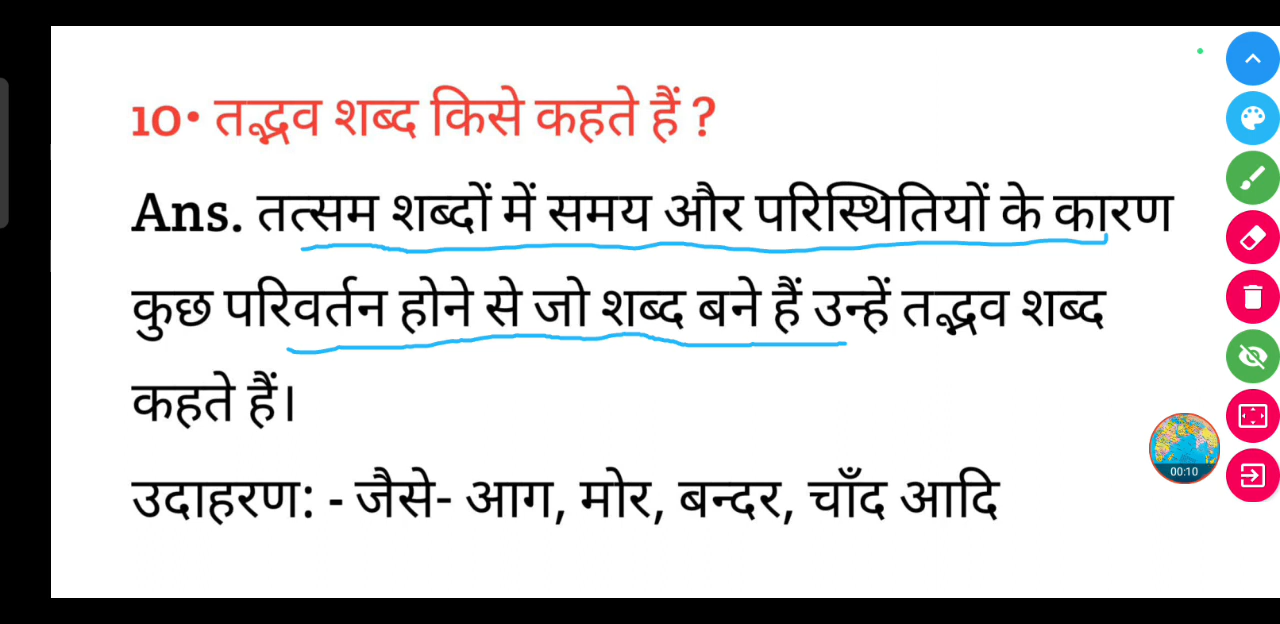 10• तद्भव शब्द किसे कहते हैं ?
Ans. तत्सम शब्दों में समय और परिस्थितियों के कारण
कुछ परिवर्तन होने से जो शब्द बने हैं उन्हें तद्भव शब्द
कहते हैं।
उदाहरण: - जैसे- आग, मोर, बन्दर, चाँद आदि
00:10